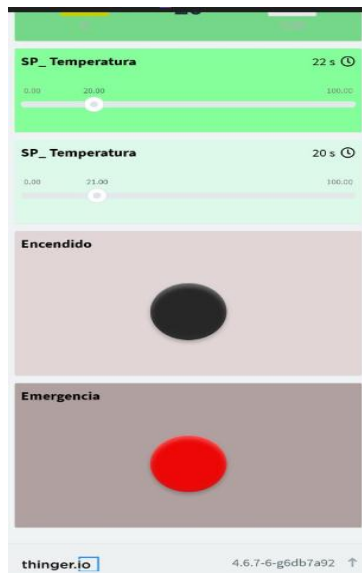 SP_ Temperatura 22 s
0.00 20.00 100.00
SP_ Temperatura 20 s
0.00 21.00 100.00
Encendido
Emergencia
thinger.io 4.6.7-6-g6db7a92